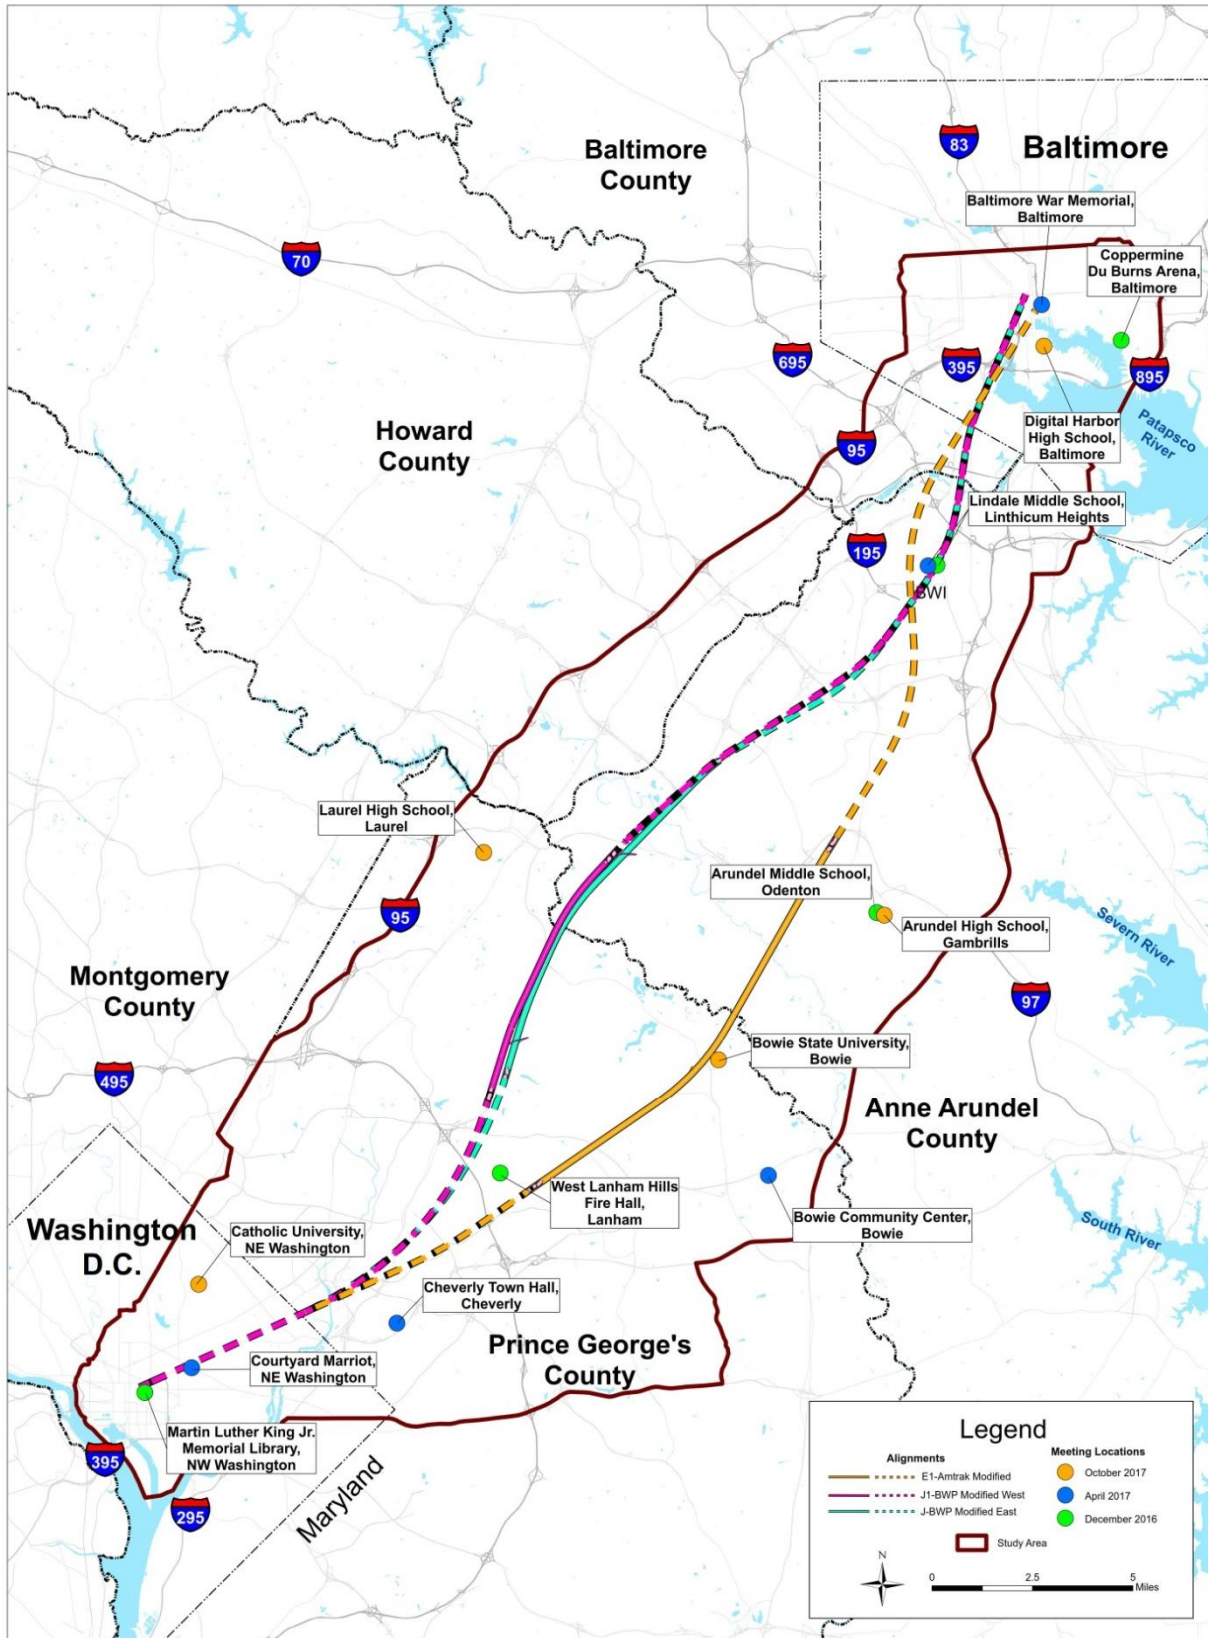 Baltimore
County
Baltimore
83
Baltimore War Memorial,
Baltimore
70
Coppermine
Du Burns Arena,
Baltimore
695
395
895
Howard
County
95
Digital Harbor
High School,
Baltimore
Patapsco
River
Lindale Middle School,
Linthicum Heights
195
BWI
Laurel High School,
Laurel
Arundel Middle School,
Odenton
95
Arundel High School,
Gambrills
Severn River
Montgomery
County
97
495
Bowie State University,
Bowie
Anne Arundel
County
West Lanham Hills
Fire Hall,
Lanham
Washington
D.C.
Catholic University,
NE Washington
Bowie Community Center,
Bowie
South River
Cheverly Town Hall,
Cheverly
Prince George's
County
Courtyard Marriot,
NE Washington
Martin Luther King Jr.
Memorial Library,
NW Washington
395
295
Maryland
Legend
Alignments
E1-Amtrak Modified
J1-BWP Modified West
J-BWP Modified East
Meeting Locations
October 2017
April 2017
December 2016
Study Area
N
0 2.5 5
Miles